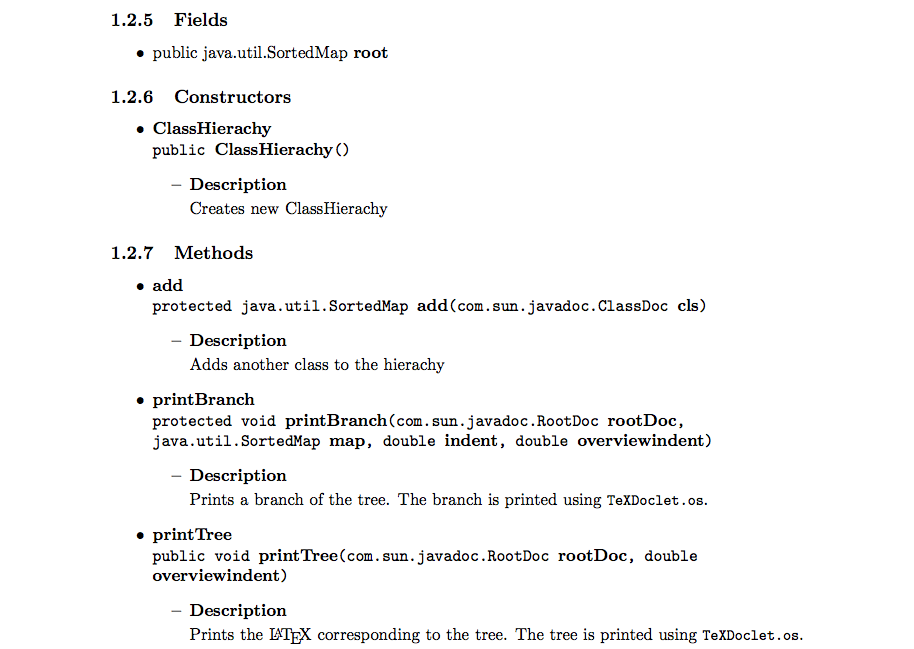 1.2.5 Fields
• public java.util.SortedMap root
1.2.6 Constructors
• ClassHierachy
public ClassHierachy()
– Description
Creates new ClassHierachy
1.2.7 Methods
• add
protected java.util.SortedMap add(com.sun.javadoc.ClassDoc cls)
– Description
Adds another class to the hierachy
• printBranch
protected void printBranch(com.sun.javadoc.RootDoc rootDoc,
java.util.SortedMap map, double indent, double overviewindent)
– Description
Prints a branch of the tree. The branch is printed using TeXDoclet.os.
• printTree
public void printTree(com.sun.javadoc.RootDoc rootDoc, double
overviewindent)
– Description
Prints the LATEX corresponding to the tree. The tree is printed using TeXDoclet.os.